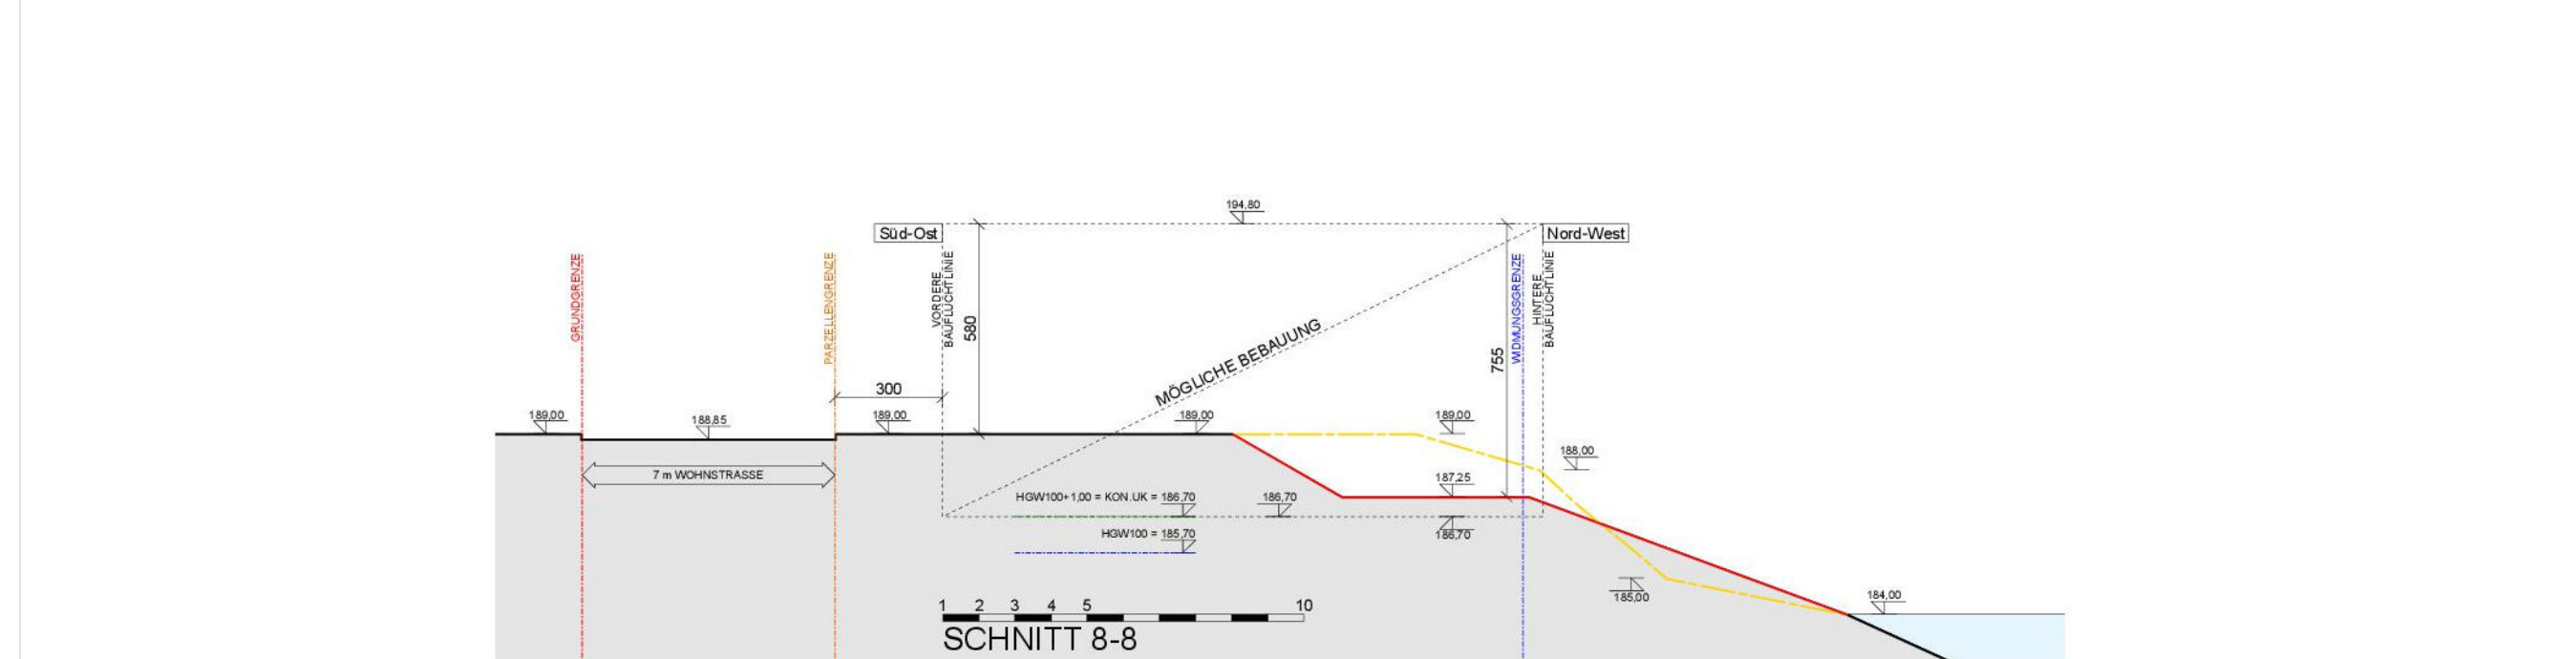 194,80
Süd-Ost
Nord-West
GRUNDGRENZE
PARZELLENGRENZE
VORDERE
BAUFLUCHTLINIE
580
MÖGLICHE BEBAUUNG
755
WIDMUNGSGRENZE
HINTERE
BAUFLUCHTLINIE
300
189,00
188,85
189,00
189,00
189,00
188,00
7 m WOHNSTRASSE
187,25
HGW100+1,00 = KON.UK = 186,70
186,70
HGW100 = 185,70
186,70
185,00
184,00
1 2 3 4 5 10
SCHNITT 8-8